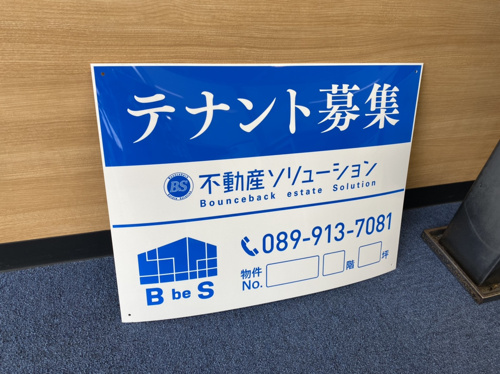 テナント募集
BS 不動産ソリューション
Bounceback estate Solution
089-913-7081
物件 No. 階 坪
B be S